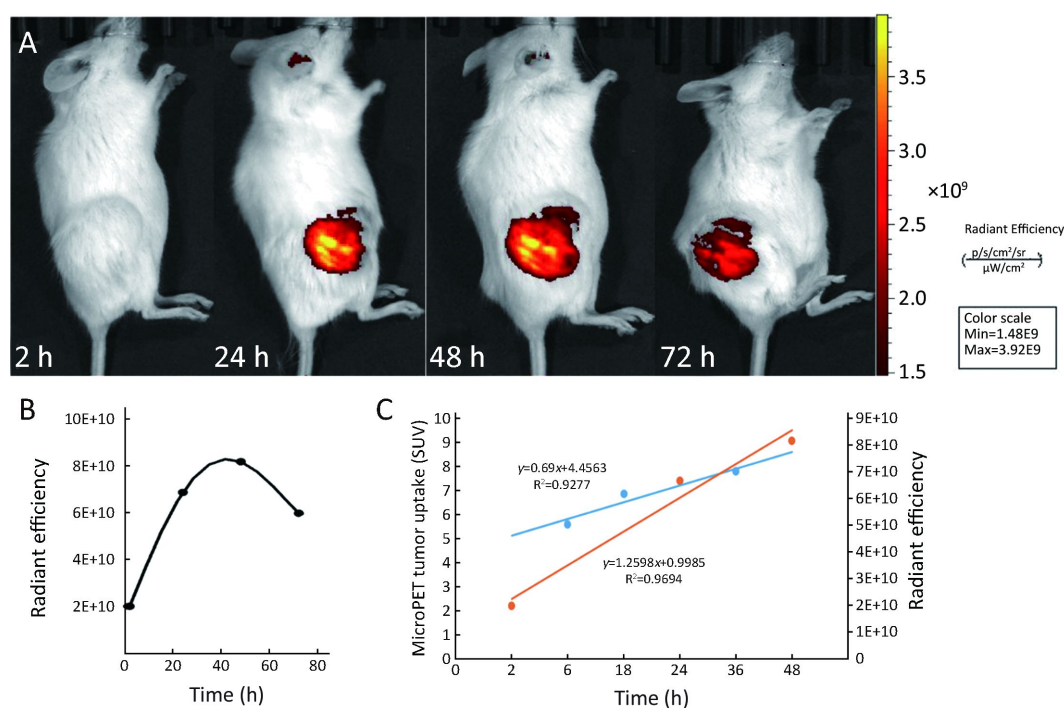 A
2 h
24 h
48 h
72 h
3.5
3.0
×10⁹
2.5
2.0
1.5
Radiant Efficiency
(p/s/cm²/sr / µW/cm²)
Color scale
Min=1.48E9
Max=3.92E9
B
10E+10
8E+10
6E+10
4E+10
2E+10
Radiant efficiency
0 20 40 60 80
Time (h)
C
10
9
8
7
6
5
4
3
2
1
0
MicroPET tumor uptake (SUV)
y=0.69x+4.4563
R²=0.9277
y=1.2598x+0.9985
R²=0.9694
9E+10
8E+10
7E+10
6E+10
5E+10
4E+10
3E+10
2E+10
1E+10
0
Radiant efficiency
0 2 6 18 24 36 48
Time (h)